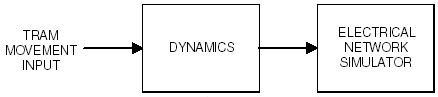 TRAM
MOVEMENT
INPUT
DYNAMICS
ELECTRICAL
NETWORK
SIMULATOR